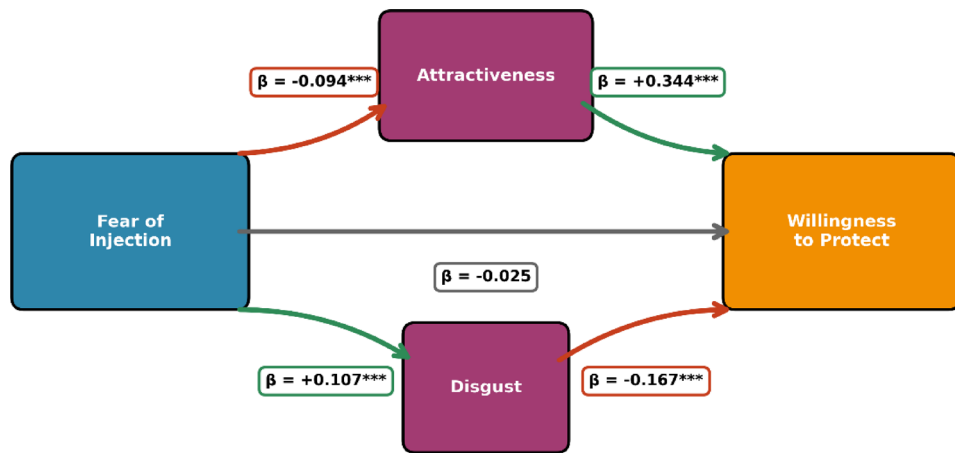 Attractiveness
β = -0.094***
β = +0.344***
Fear of
Injection
Willingness
to Protect
β = -0.025
β = +0.107***
Disgust
β = -0.167***